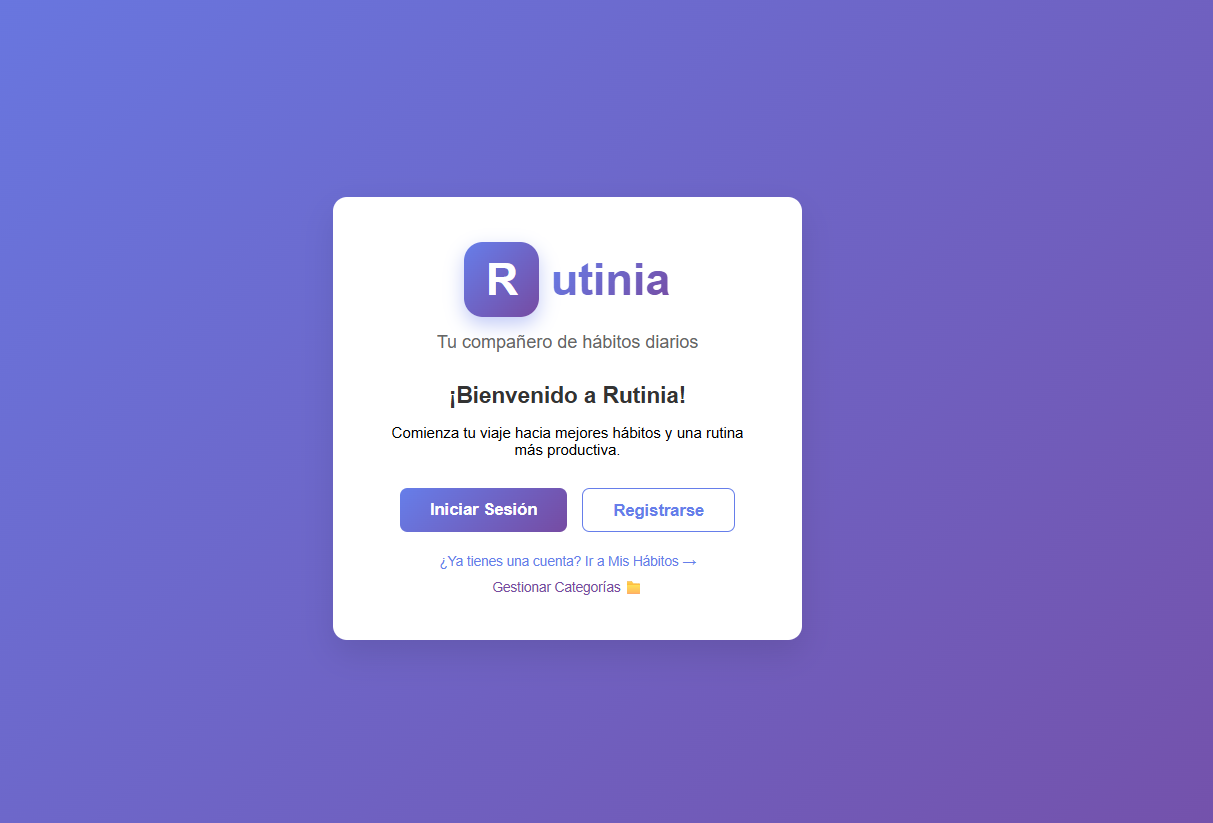 Rutinia
Tu compañero de hábitos diarios
¡Bienvenido a Rutinia!
Comienza tu viaje hacia mejores hábitos y una rutina
más productiva.
Iniciar Sesión
Registrarse
¿Ya tienes una cuenta? Ir a Mis Hábitos →
Gestionar Categorías 📁